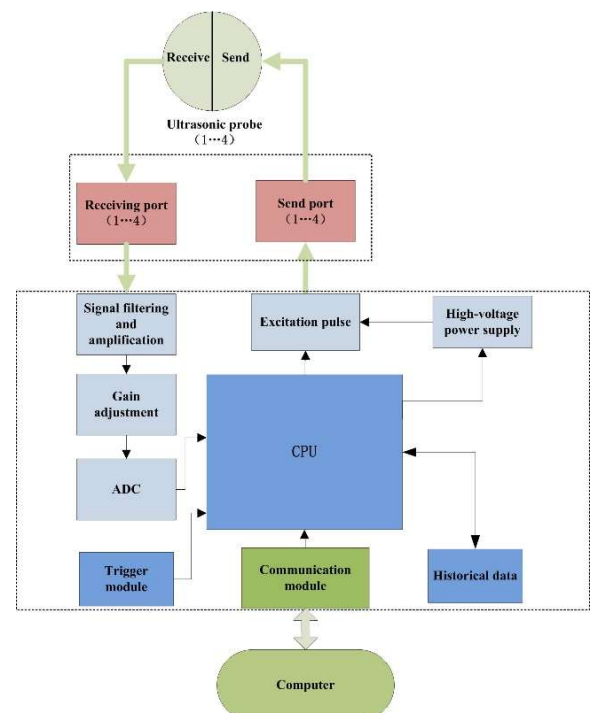 Receive
Send
Ultrasonic probe
(1…4)
Receiving port
(1…4)
Send port
(1…4)
Signal filtering
and
amplification
Excitation pulse
High-voltage
power supply
Gain
adjustment
CPU
ADC
Trigger
module
Communication
module
Historical data
Computer